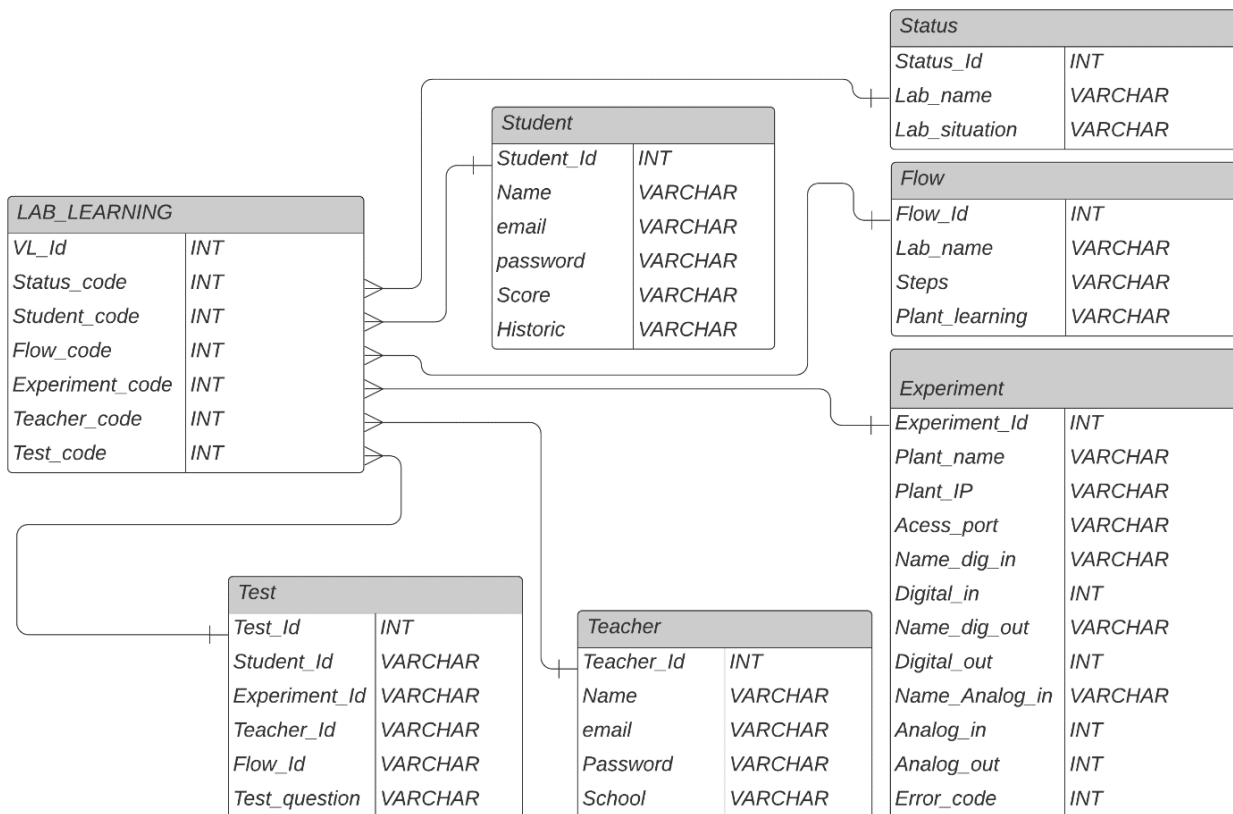 LAB_LEARNING
VL_Id INT
Status_code INT
Student_code INT
Flow_code INT
Experiment_code INT
Teacher_code INT
Test_code INT
Student
Student_Id INT
Name VARCHAR
email VARCHAR
password VARCHAR
Score VARCHAR
Historic VARCHAR
Status
Status_Id INT
Lab_name VARCHAR
Lab_situation VARCHAR
Flow
Flow_Id INT
Lab_name VARCHAR
Steps VARCHAR
Plant_learning VARCHAR
Experiment
Experiment_Id INT
Plant_name VARCHAR
Plant_IP VARCHAR
Acess_port VARCHAR
Name_dig_in VARCHAR
Digital_in INT
Name_dig_out VARCHAR
Digital_out INT
Name_Analog_in VARCHAR
Analog_in INT
Analog_out INT
Error_code INT
Test
Test_Id INT
Student_Id VARCHAR
Experiment_Id VARCHAR
Teacher_Id VARCHAR
Flow_Id VARCHAR
Test_question VARCHAR
Teacher
Teacher_Id INT
Name VARCHAR
email VARCHAR
Password VARCHAR
School VARCHAR